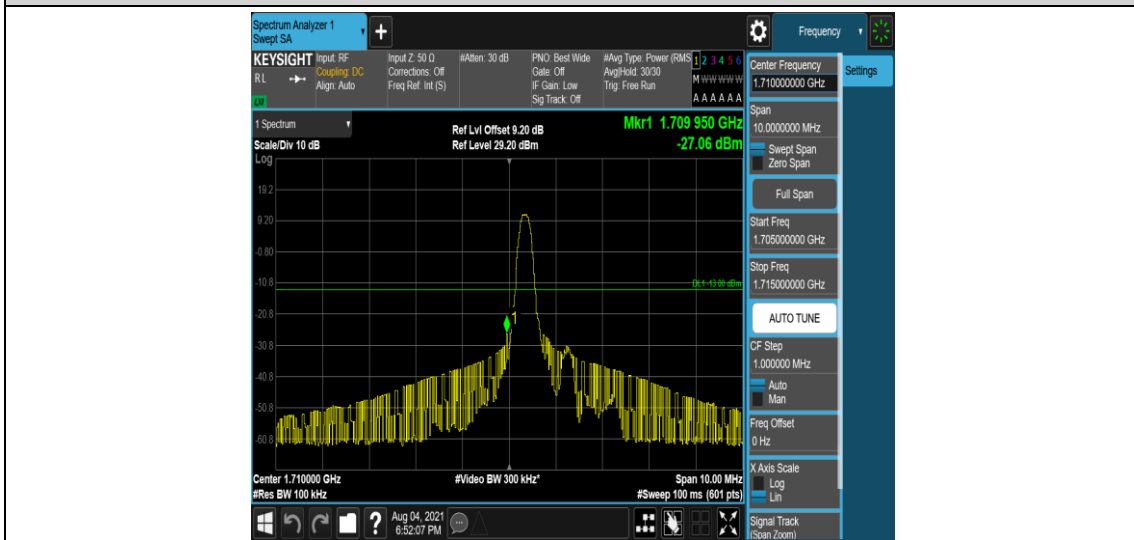 Spectrum Analyzer 1
Swept SA
Frequency
KEYSIGHT
RL
LXI
Input: RF
Coupling: DC
Align: Auto
Input Z: 50 Ω
Corrections: Off
Freq Ref: Int (S)
#Atten: 30 dB
PNO: Best Wide
Gate: Off
IF Gain: Low
Sig Track: Off
#Avg Type: Power (RMS
Avg|Hold: 30/30
Trig: Free Run
1 2 3 4 5 6
M W W W W W
A A A A A A
1 Spectrum
Scale/Div 10 dB
Ref Lvl Offset 9.20 dB
Ref Level 29.20 dBm
Mkr1 1.709 950 GHz
-27.06 dBm
Log
19.2
9.20
-0.80
-10.8
DL1 -13.00 dBm
-20.8
1
-30.8
-40.8
-50.8
-60.8
Center 1.710000 GHz
#Video BW 300 kHz*
Span 10.00 MHz
#Res BW 100 kHz
#Sweep 100 ms (601 pts)
Aug 04, 2021
6:52:07 PM
Center Frequency
1.710000000 GHz
Settings
Span
10.0000000 MHz
Swept Span
Zero Span
Full Span
Start Freq
1.705000000 GHz
Stop Freq
1.715000000 GHz
AUTO TUNE
CF Step
1.000000 MHz
Auto
Man
Freq Offset
0 Hz
X Axis Scale
Log
Lin
Signal Track
(Span Zoom)